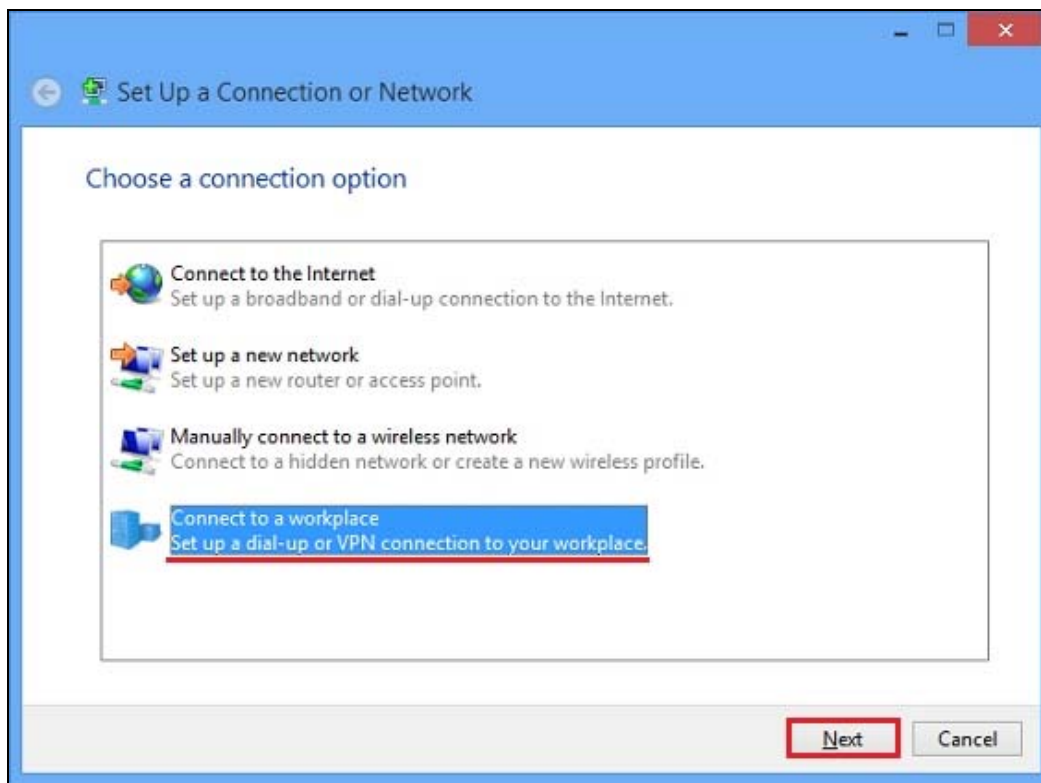 Set Up a Connection or Network
Choose a connection option
Connect to the Internet
Set up a broadband or dial-up connection to the Internet.
Set up a new network
Set up a new router or access point.
Manually connect to a wireless network
Connect to a hidden network or create a new wireless profile.
Connect to a workplace
Set up a dial-up or VPN connection to your workplace.
Next
Cancel